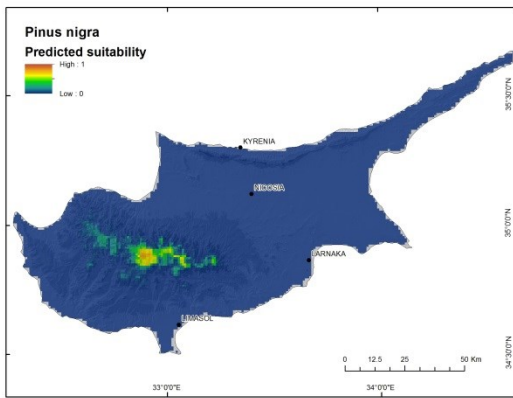 Pinus nigra
Predicted suitability
High : 1
Low : 0
KYRENIA
NICOSIA
LARNAKA
LIMASOL
35°30'0"N
35°0'0"N
34°30'0"N
0 12.5 25 50 Km
33°0'0"E 34°0'0"E